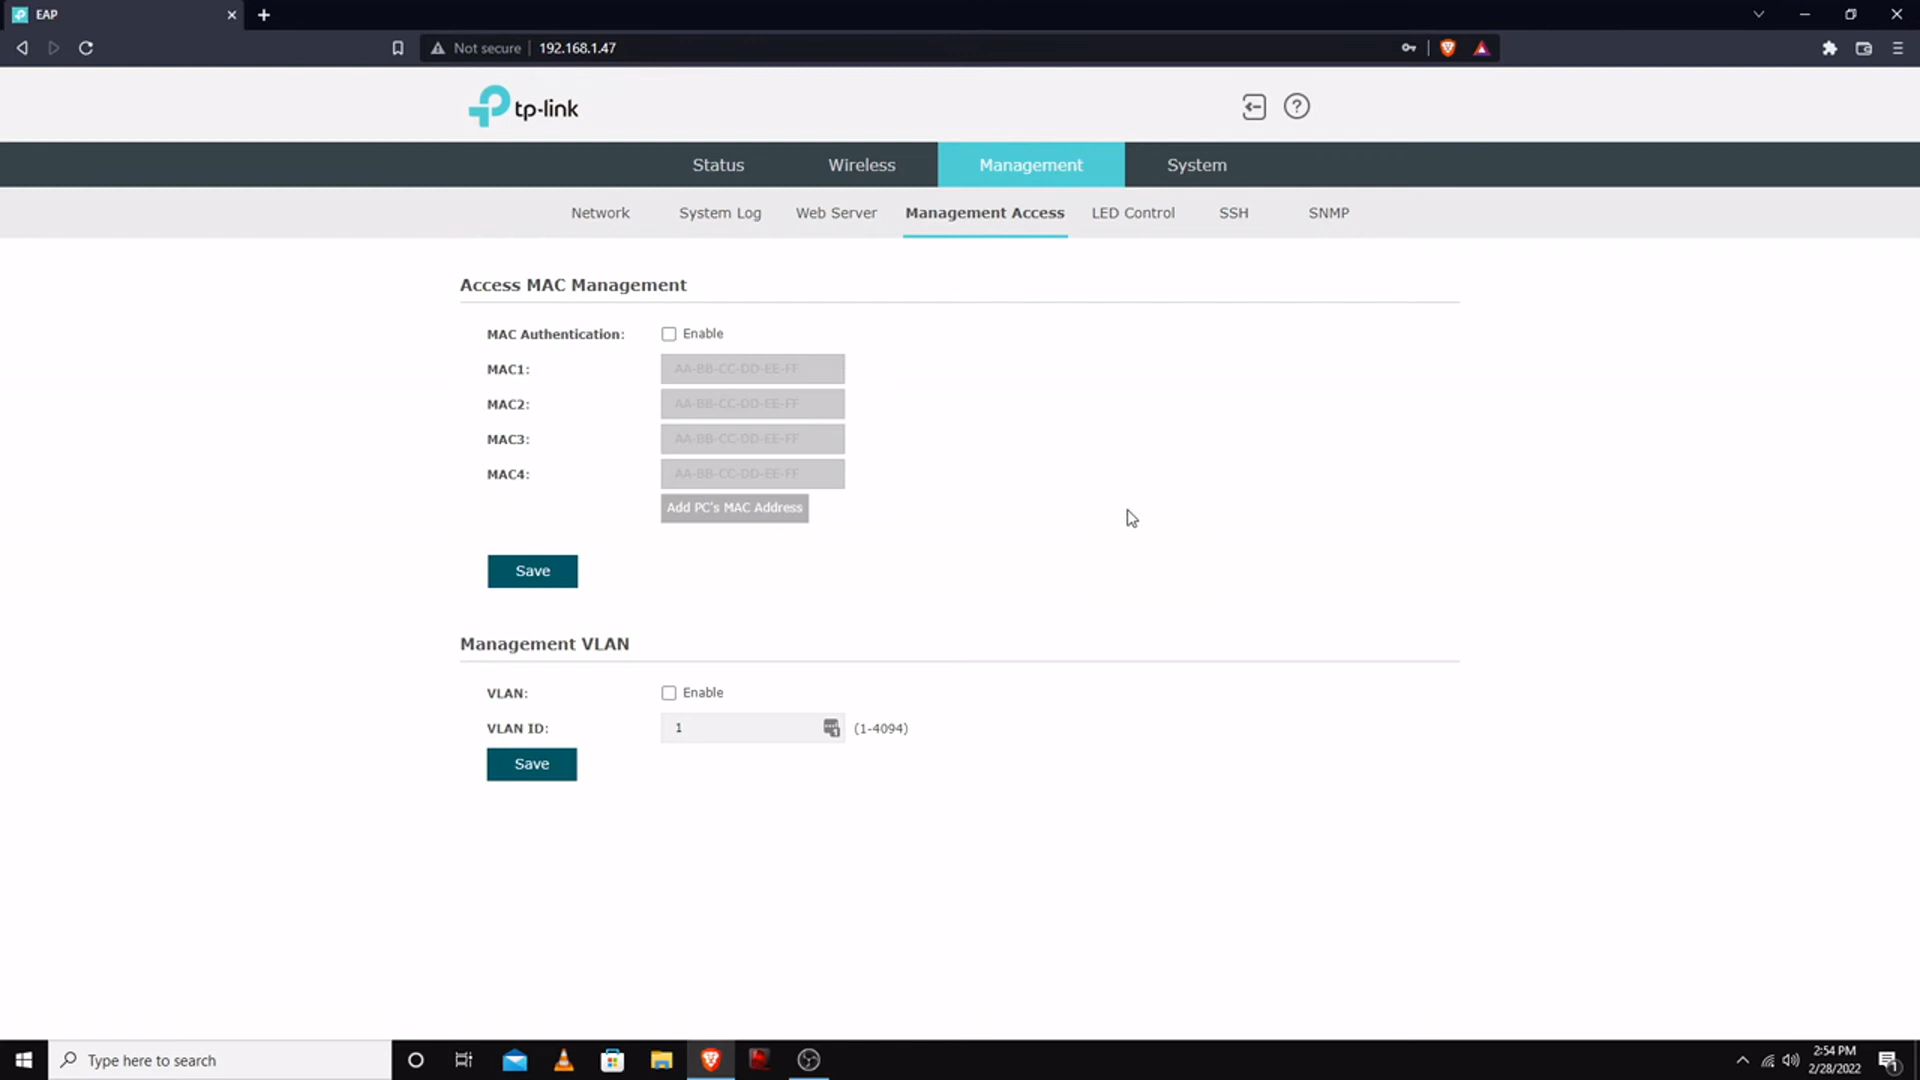 EAP
Not secure
192.168.1.47
tp-link
Status
Wireless
Management
System
Network
System Log
Web Server
Management Access
LED Control
SSH
SNMP
Access MAC Management
MAC Authentication:
Enable
MAC1:
AA-BB-CC-DD-EE-FF
MAC2:
AA-BB-CC-DD-EE-FF
MAC3:
AA-BB-CC-DD-EE-FF
MAC4:
AA-BB-CC-DD-EE-FF
Add PC's MAC Address
Save
Management VLAN
VLAN:
Enable
VLAN ID:
1
(1-4094)
Save
Type here to search
2:54 PM
2/28/2022
1